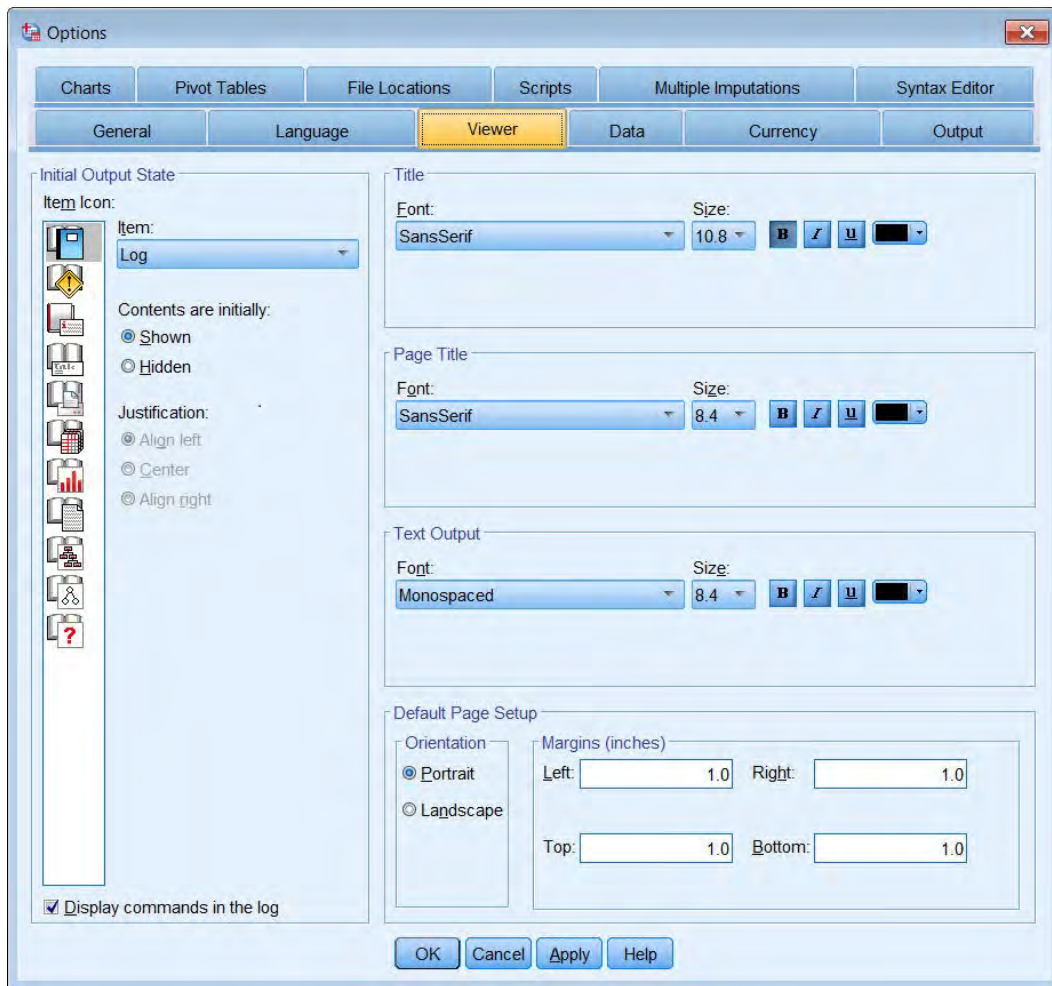 Options
Charts
Pivot Tables
File Locations
Scripts
Multiple Imputations
Syntax Editor
General
Language
Viewer
Data
Currency
Output
Initial Output State
Item Icon:
Item:
Log
Contents are initially:
Shown
Hidden
Justification:
Align left
Center
Align right
Display commands in the log
Title
Font:
Size:
SansSerif
10.8
B
I
U
Page Title
Font:
Size:
SansSerif
8.4
B
I
U
Text Output
Font:
Size:
Monospaced
8.4
B
I
U
Default Page Setup
Orientation
Portrait
Landscape
Margins (inches)
Left: 1.0
Right: 1.0
Top: 1.0
Bottom: 1.0
OK
Cancel
Apply
Help